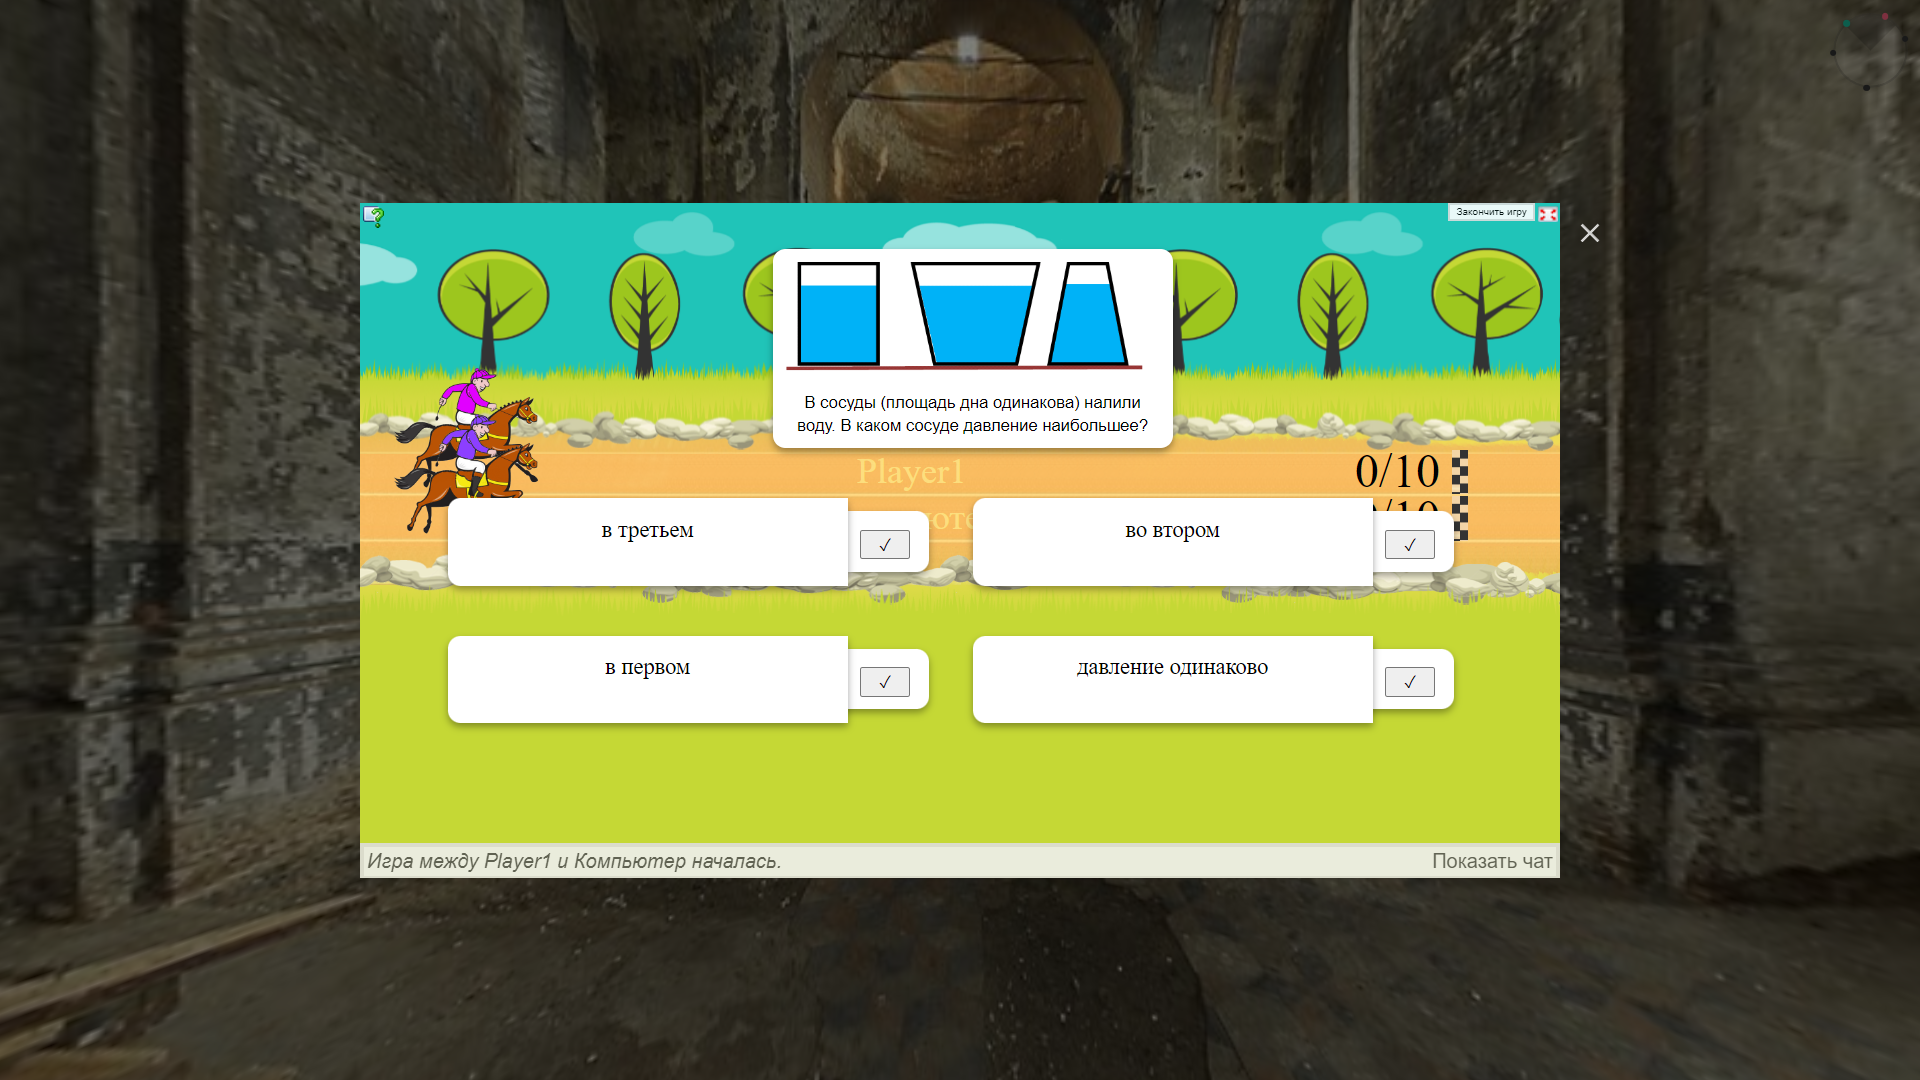 Закончить игру
В сосуды (площадь дна одинакова) налили
воду. В каком сосуде давление наибольшее?
Player1
0/10
в третьем
во втором
в первом
давление одинаково
Игра между Player1 и Компьютер началась.
Показать чат